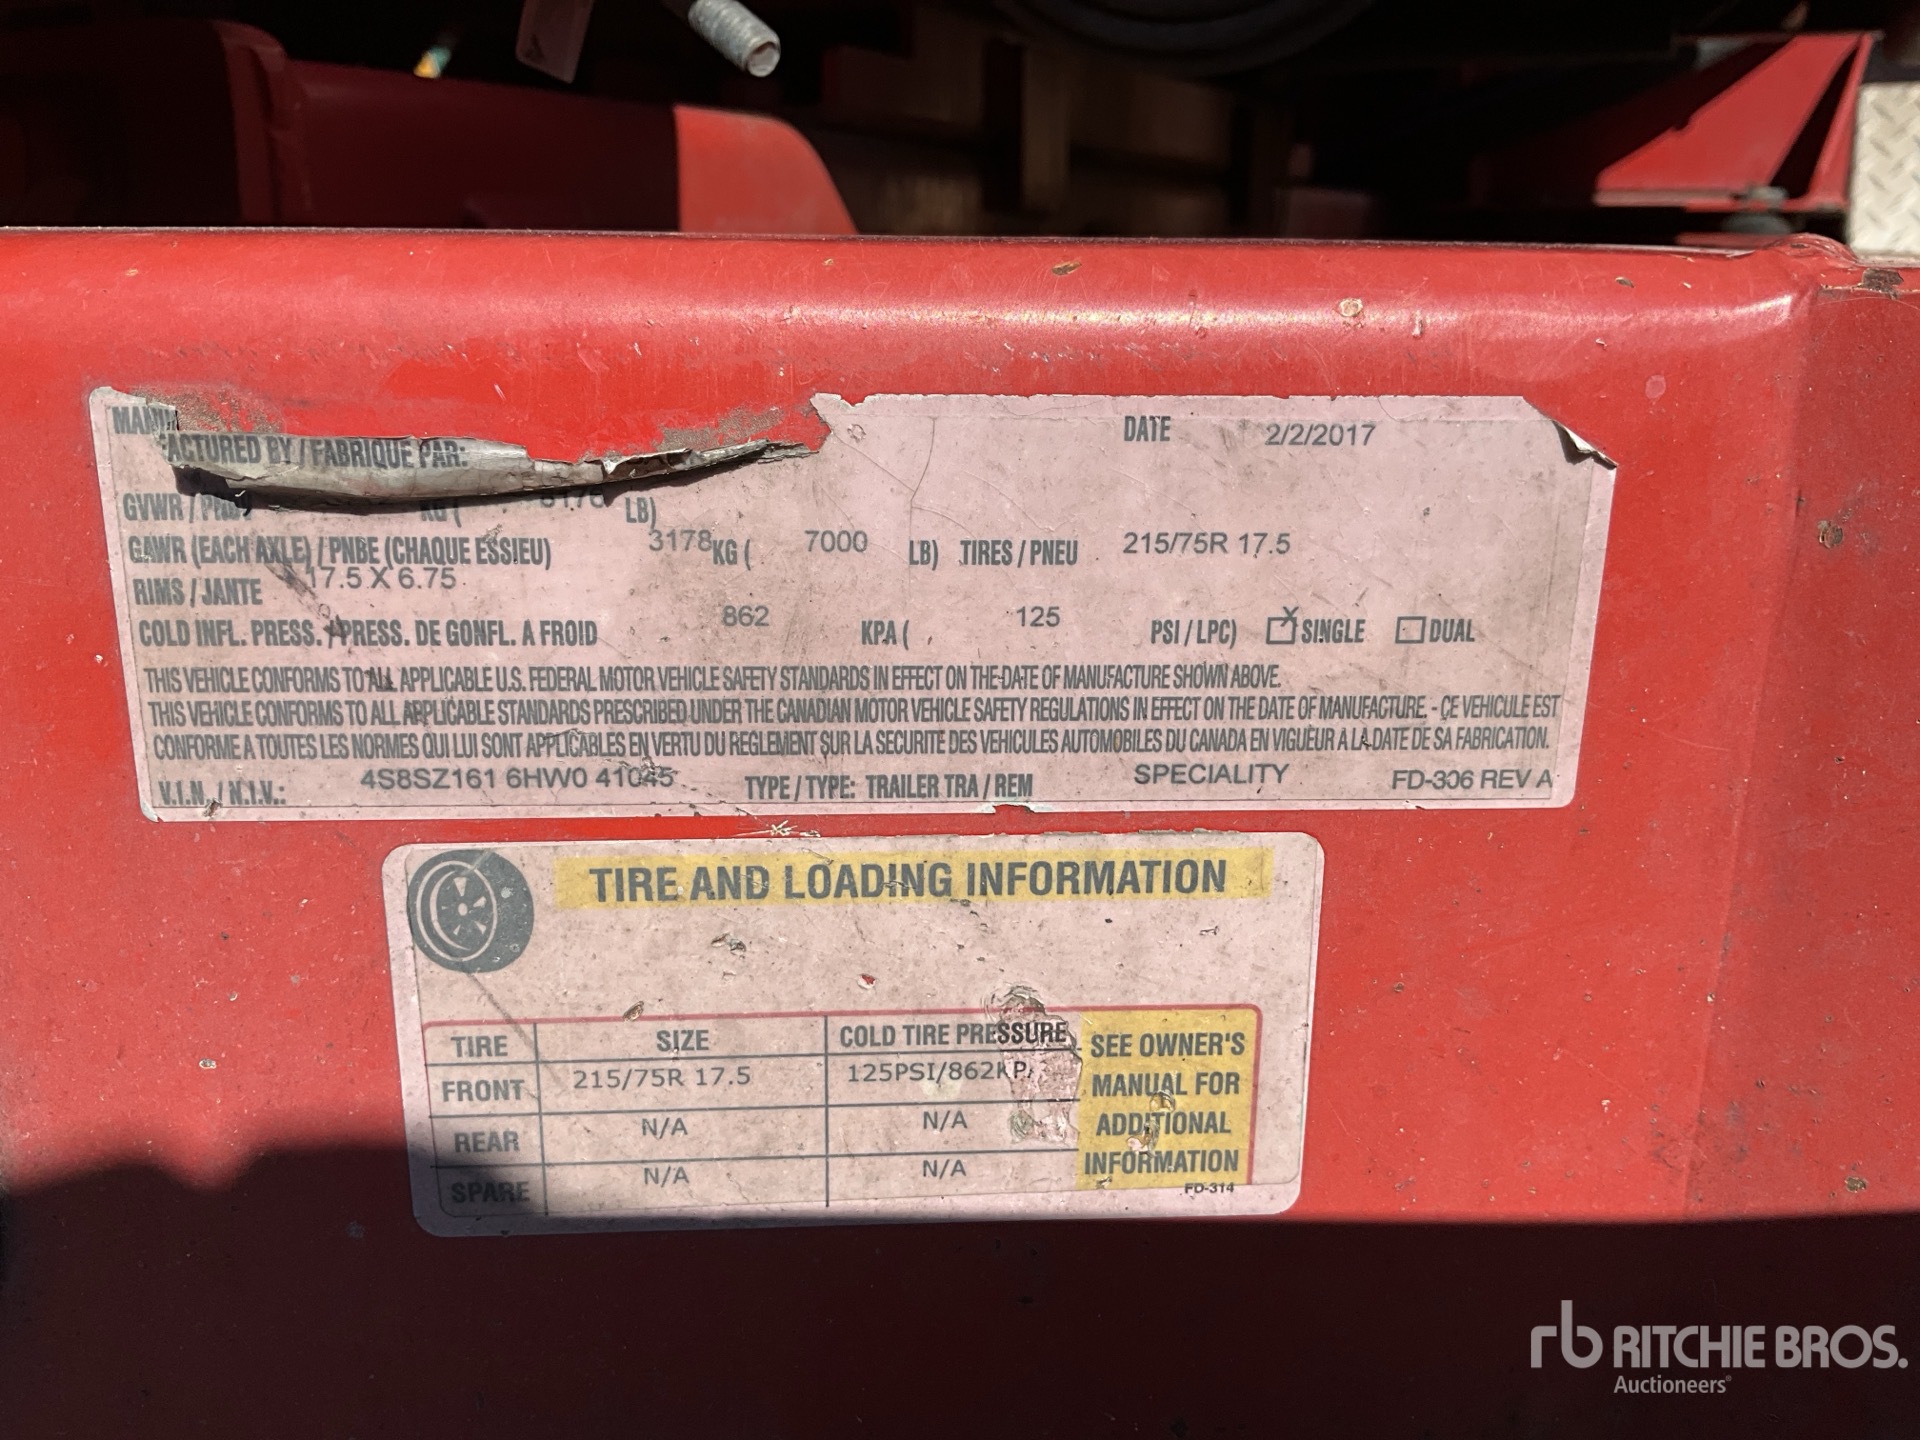 MANU
FACTURED BY / FABRIQUE PAR:
DATE 2/2/2017
GVWR / KG ( LB)
GAWR (EACH AXLE) / PNBE (CHAQUE ESSIEU) 3178 KG ( 7000 LB) TIRES / PNEU 215/75R 17.5
RIMS / JANTE 17.5 X 6.75
COLD INFL. PRESS. / PRESS. DE GONFL. A FROID 862 KPA ( 125 PSI / LPC) X SINGLE DUAL
THIS VEHICLE CONFORMS TO ALL APPLICABLE U.S. FEDERAL MOTOR VEHICLE SAFETY STANDARDS IN EFFECT ON THE DATE OF MANUFACTURE SHOWN ABOVE.
THIS VEHICLE CONFORMS TO ALL APPLICABLE STANDARDS PRESCRIBED UNDER THE CANADIAN MOTOR VEHICLE SAFETY REGULATIONS IN EFFECT ON THE DATE OF MANUFACTURE. - ÇE VEHICULE EST
CONFORME A TOUTES LES NORMES QUI LUI SONT APPLICABLES EN VERTU DU REGLEMENT SUR LA SECURITE DES VEHICULES AUTOMOBILES DU CANADA EN VIGUEUR A LA DATE DE SA FABRICATION.
V.I.N. / N.I.V.: 4S8SZ161 6HW0 41045 TYPE / TYPE: TRAILER TRA / REM SPECIALITY FD-306 REV A
TIRE AND LOADING INFORMATION
TIRE SIZE COLD TIRE PRESSURE
FRONT 215/75R 17.5 125PSI/862KP
REAR N/A N/A
SPARE N/A N/A
SEE OWNER'S
MANUAL FOR
ADDITIONAL
INFORMATION
FD-314
rb RITCHIE BROS.
Auctioneers®